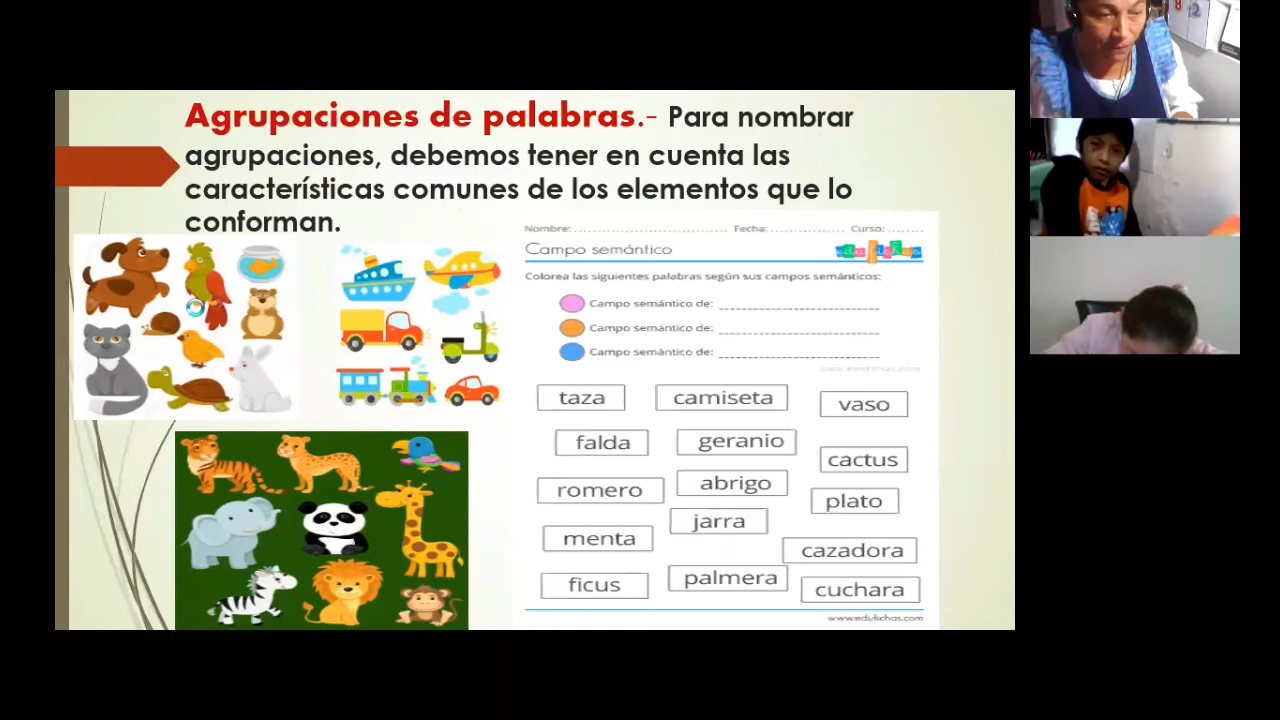 Agrupaciones de palabras.- Para nombrar
agrupaciones, debemos tener en cuenta las
características comunes de los elementos que lo
conforman.
Nombre: Fecha: Curso:
Campo semántico
Colorea las siguientes palabras según sus campos semánticos:
Campo semántico de:
Campo semántico de:
Campo semántico de:
www.edufichas.com
taza camiseta vaso
falda geranio cactus
romero abrigo plato
menta jarra cazadora
ficus palmera cuchara
www.edufichas.com